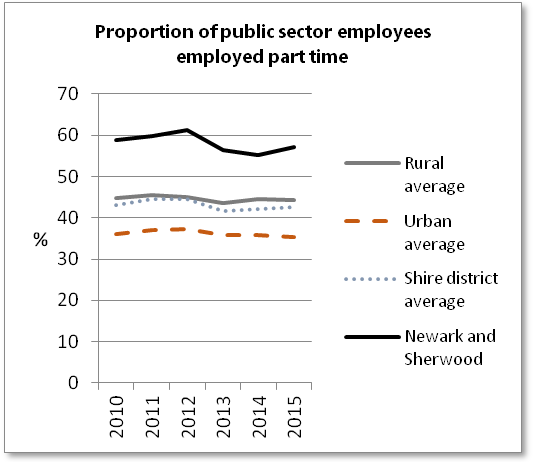 Proportion of public sector employees
employed part time
70
60
50
40
30
20
10
0
%
2010
2011
2012
2013
2014
2015
Rural
average
Urban
average
Shire district
average
Newark and
Sherwood